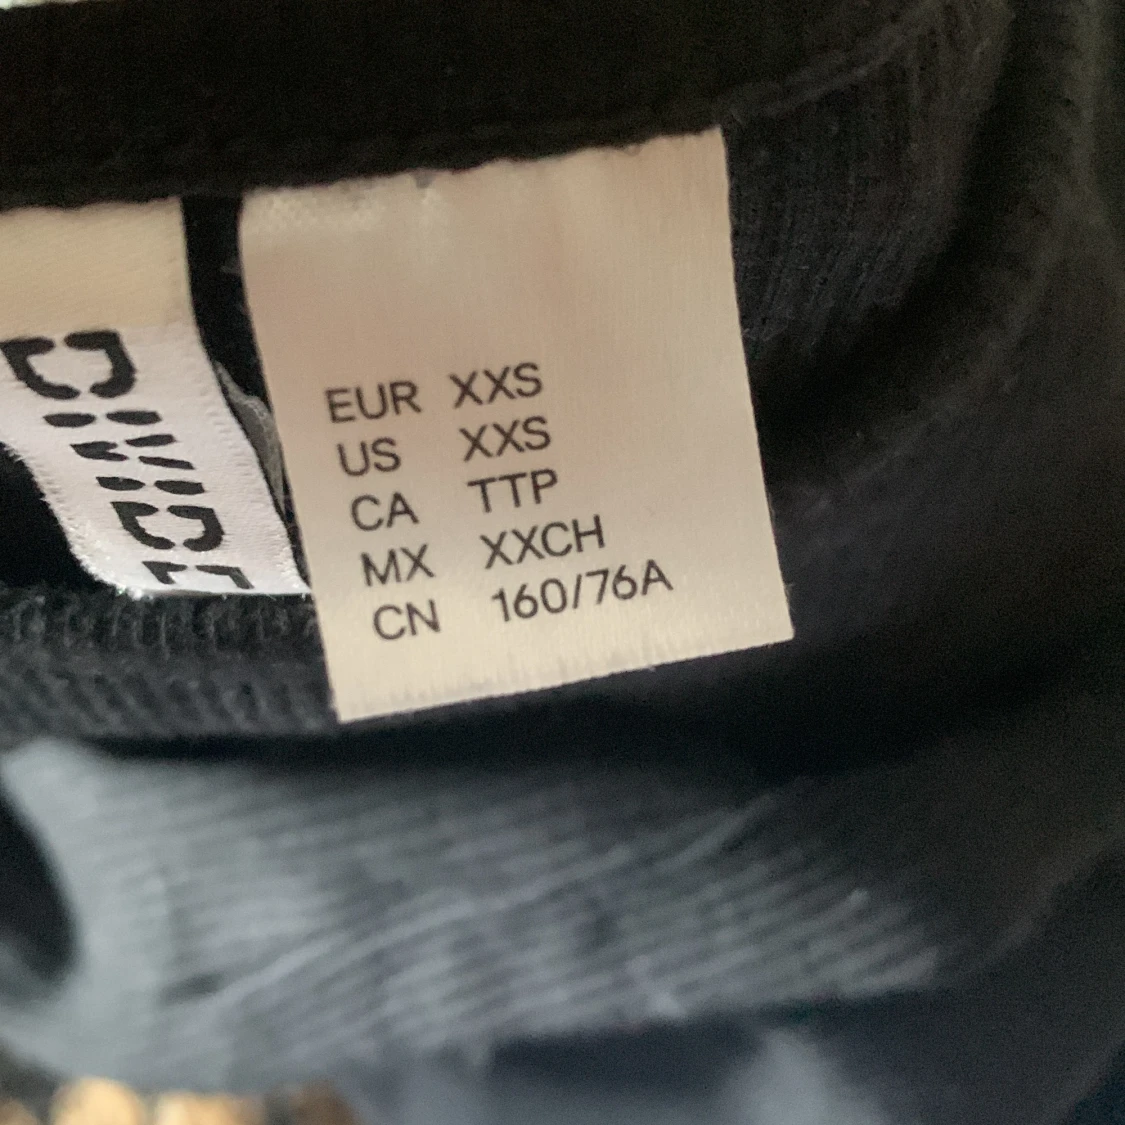 EUR XXS
US XXS
CA TTP
MX XXCH
CN 160/76A